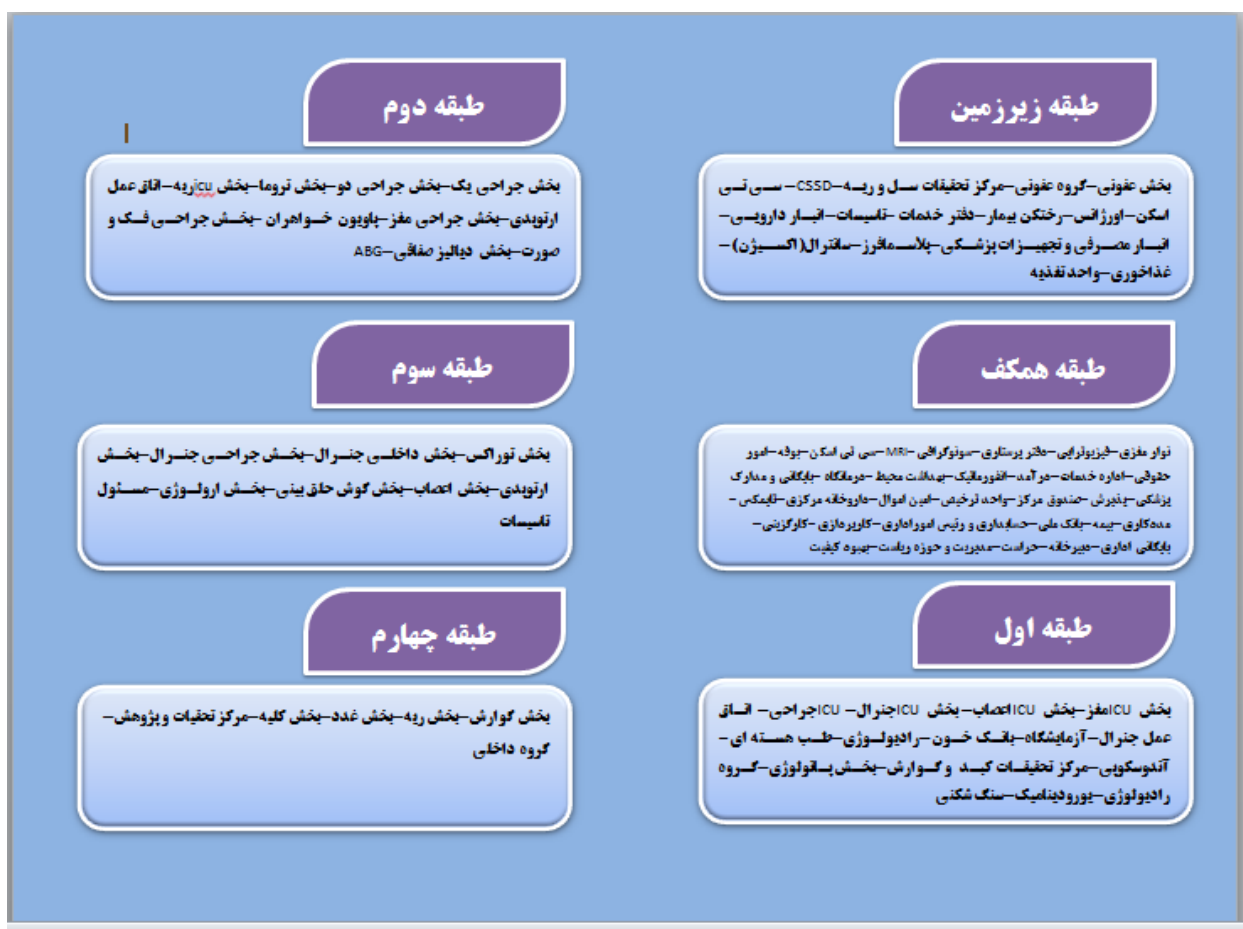 طبقه زیرزمین
بخش عفونی–گروه عفونی–مرکز تحقیقات سل و ریه–CSSD– سی تی
اسکن–اورژانس–رختکن بیمار–دفتر خدمات –تاسیسات–انبار دارویی–
انبار مصرفی و تجهیزات پزشکی–پلاسمافرز–سانترال(اکسیژن)–
غذاخوری–واحد تغذیه
طبقه همکف
نوار مغزی–فیزیوتراپی–دفتر پرستاری–سونوگرافی –MRI–سی تی اسکن–بوفه–امور
حقوقی–اداره خدمات–درآمد–انفورماتیک–بهداشت محیط–درمانگاه –بایگانی و مدارک
پزشکی–پذیرش –صندوق مرکز –واحد ترخیص–امین اموال–داروخانه مرکزی–تایمکس –
مددکاری–بیمه–بانک ملی–حسابداری و رئیس امور اداری–کارپردازی –کارگزینی–
بایگانی اداری–دبیرخانه–حراست–مدیریت و حوزه ریاست–بهبود کیفیت
طبقه اول
بخش ICUمغز–بخش ICUاعصاب–بخش ICUجنرال– ICUجراحی– اتاق
عمل جنرال–آزمایشگاه–بانک خون–رادیولوژی–طب هسته ای–
آندوسکوپی–مرکز تحقیقات کبد و گوارش–بخش پاتولوژی–گروه
رادیولوژی–یورودینامیک–سنگ شکنی
طبقه دوم
بخش جراحی یک–بخش جراحی دو–بخش تروما–بخش icuریه–اتاق عمل
ارتوپدی–بخش جراحی مغز–پاویون خواهران –بخش جراحی فک و
صورت–بخش دیالیز صفاقی–ABG
طبقه سوم
بخش توراکس–بخش داخلی جنرال–بخش جراحی جنرال–بخش
ارتوپدی–بخش اعصاب–بخش گوش حلق بینی–بخش ارولوژی–مسئول
تاسیسات
طبقه چهارم
بخش گوارش–بخش ریه–بخش غدد–بخش کلیه–مرکز تحقیات و پژوهش–
گروه داخلی